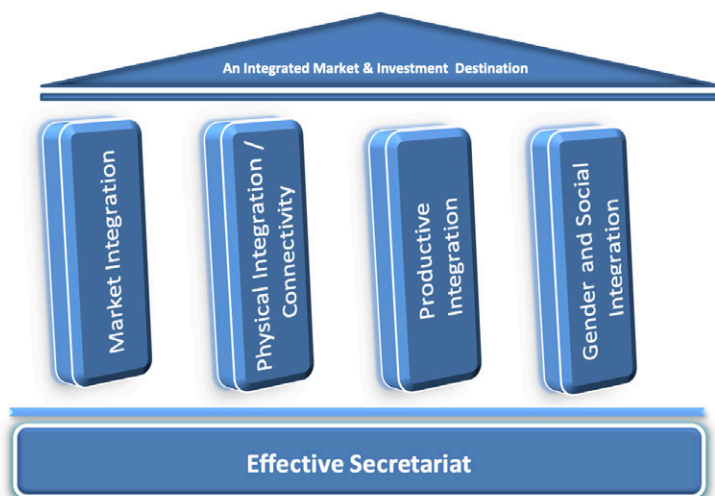 An Integrated Market & Investment Destination
Market Integration
Physical Integration /
Connectivity
Productive
Integration
Gender and Social
Integration
Effective Secretariat